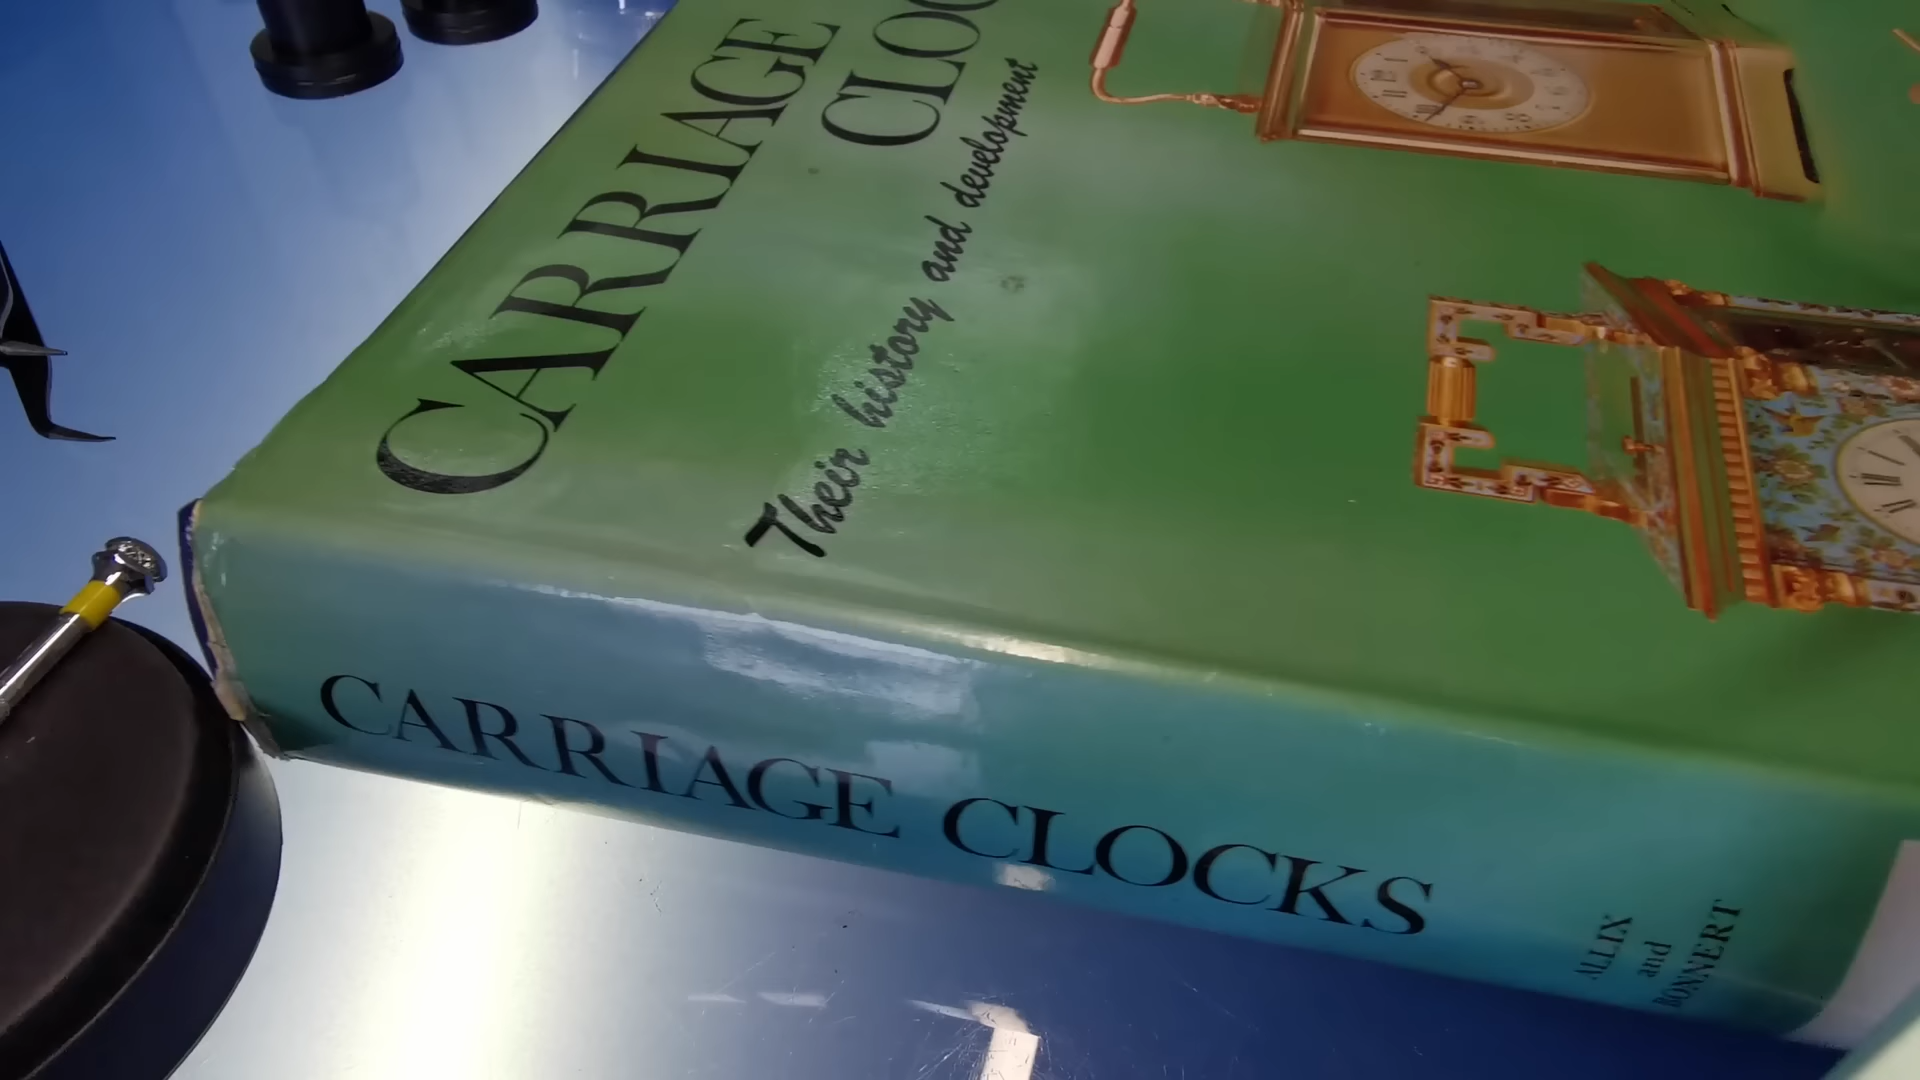 CARRIAGE
CLOC
Their history and development
CARRIAGE CLOCKS
ALLIX
and
BONNERT